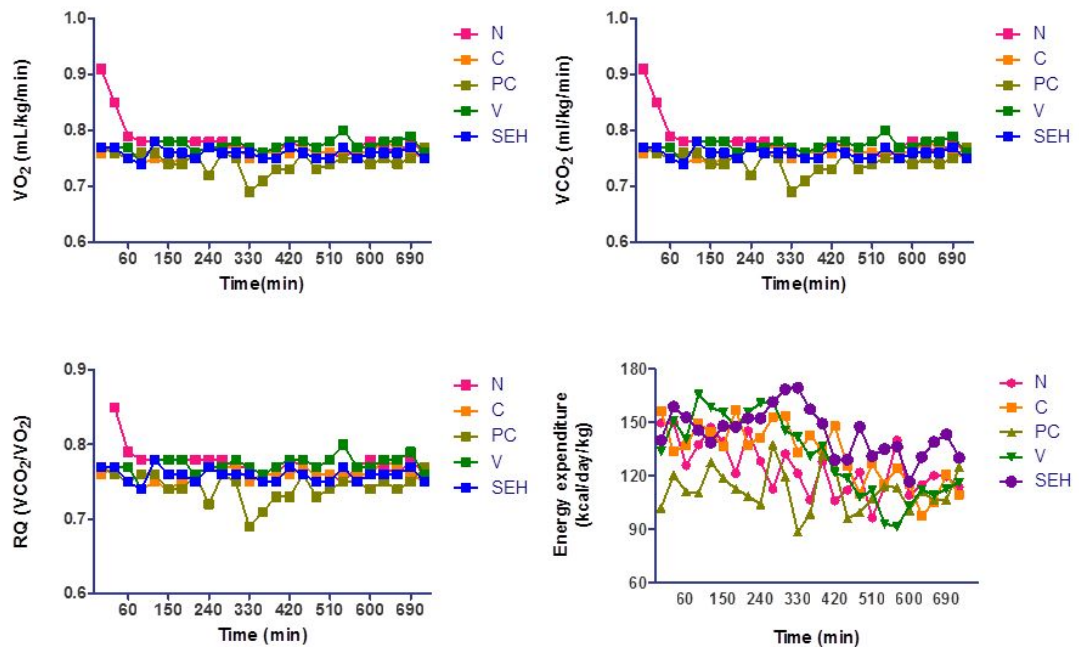 VO2 (mL/kg/min)
1.0
0.9
0.8
0.7
0.6
60 150 240 330 420 510 600 690
Time(min)
N
C
PC
V
SEH
VCO2 (ml/kg/min)
1.0
0.9
0.8
0.7
0.6
60 150 240 330 420 510 600 690
Time(min)
N
C
PC
V
SEH
RQ (VCO2/VO2)
0.9
0.8
0.7
0.6
60 150 240 330 420 510 600 690
Time (min)
N
C
PC
V
SEH
Energy expenditure
(kcal/day/kg)
180
150
120
90
60
60 150 240 330 420 510 600 690
Time (min)
N
C
PC
V
SEH